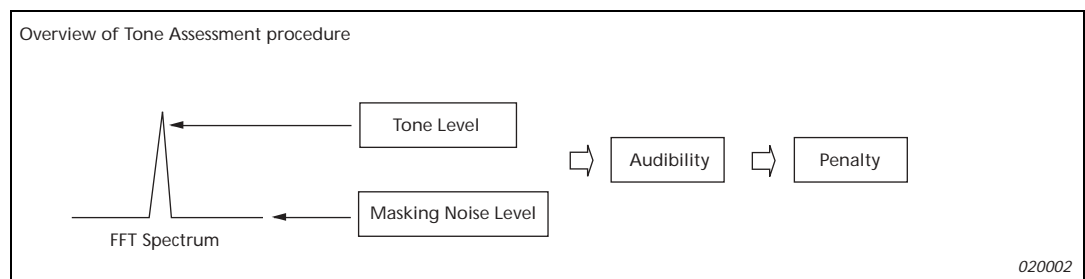 Overview of Tone Assessment procedure
Tone Level
Audibility
Penalty
Masking Noise Level
FFT Spectrum
020002